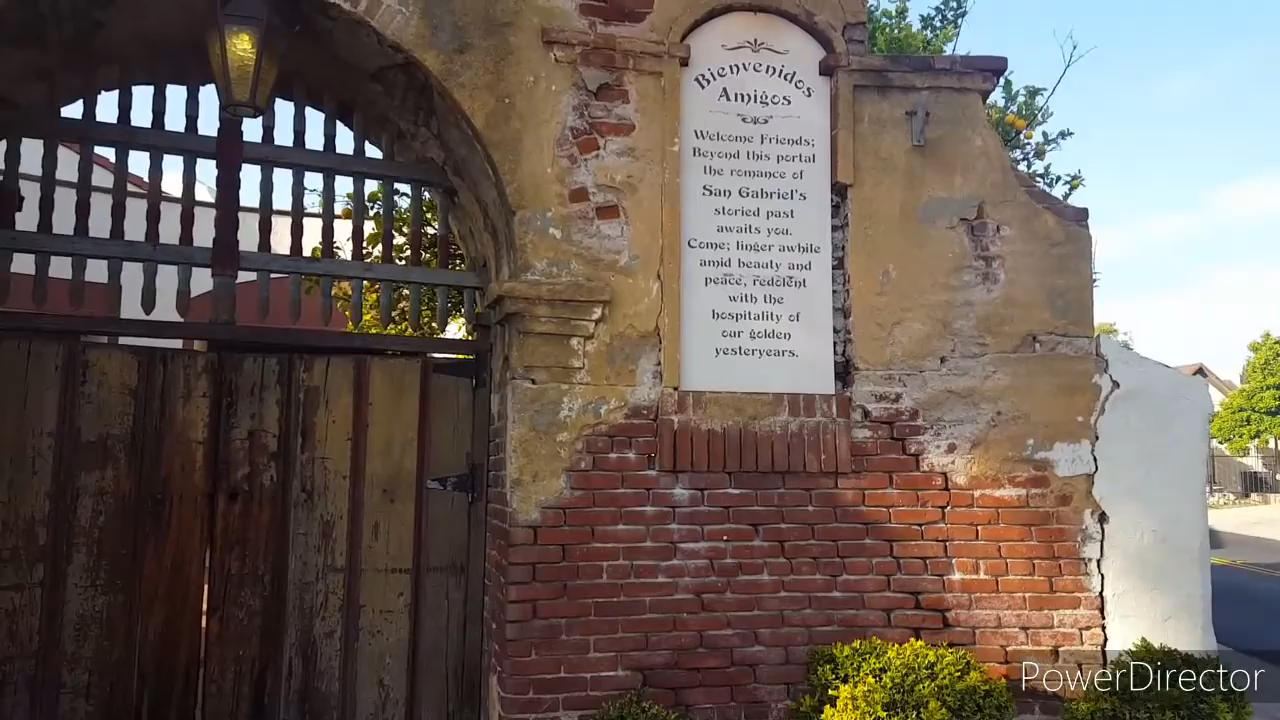 Bienvenidos
Amigos
Welcome Friends;
Beyond this portal
the romance of
San Gabriel's
storied past
awaits you.
Come; linger awhile
amid beauty and
peace, redolent
with the
hospitality of
our golden
yesteryears.
PowerDirector